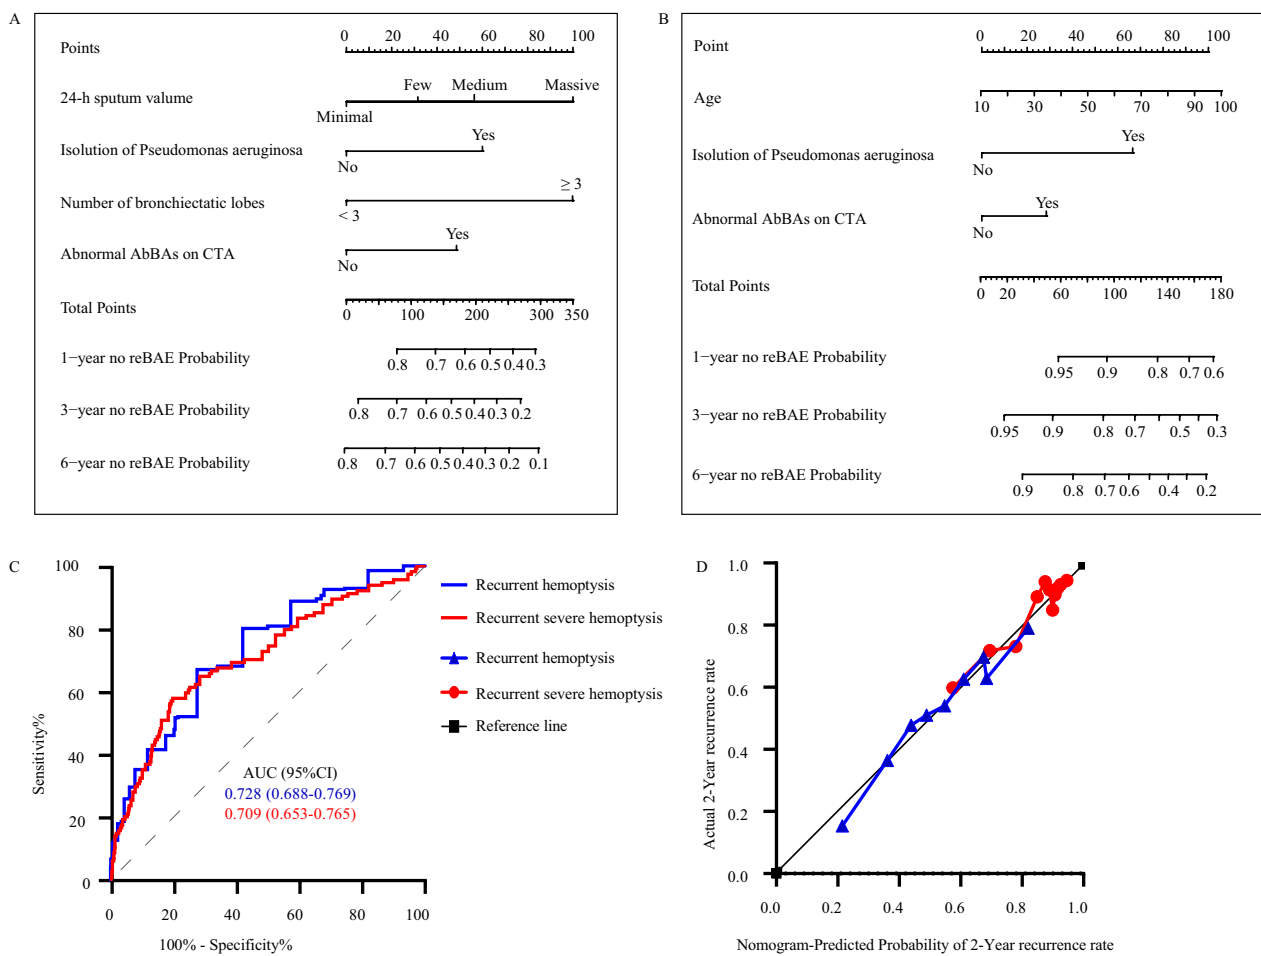 A
Points
0 20 40 60 80 100
24-h sputum valume
Few Medium Massive
Minimal
Isolution of Pseudomonas aeruginosa
Yes
No
Number of bronchiectatic lobes
≥ 3
< 3
Abnormal AbBAs on CTA
Yes
No
Total Points
0 100 200 300 350
1−year no reBAE Probability
0.8 0.7 0.6 0.5 0.4 0.3
3−year no reBAE Probability
0.8 0.7 0.6 0.5 0.4 0.3 0.2
6−year no reBAE Probability
0.8 0.7 0.6 0.5 0.4 0.3 0.2 0.1
B
Point
0 20 40 60 80 100
Age
10 30 50 70 90 100
Isolution of Pseudomonas aeruginosa
Yes
No
Abnormal AbBAs on CTA
Yes
No
Total Points
0 20 60 100 140 180
1−year no reBAE Probability
0.95 0.9 0.8 0.7 0.6
3−year no reBAE Probability
0.95 0.9 0.8 0.7 0.5 0.3
6−year no reBAE Probability
0.9 0.8 0.7 0.6 0.4 0.2
C
Sensitivity%
100
80
60
40
20
0
0 20 40 60 80 100
100% - Specificity%
AUC (95%CI)
0.728 (0.688-0.769)
0.709 (0.653-0.765)
Recurrent hemoptysis
Recurrent severe hemoptysis
Recurrent hemoptysis
Recurrent severe hemoptysis
Reference line
D
Actual 2-Year recurrence rate
1.0
0.8
0.6
0.4
0.2
0.0
0.0 0.2 0.4 0.6 0.8 1.0
Nomogram-Predicted Probability of 2-Year recurrence rate